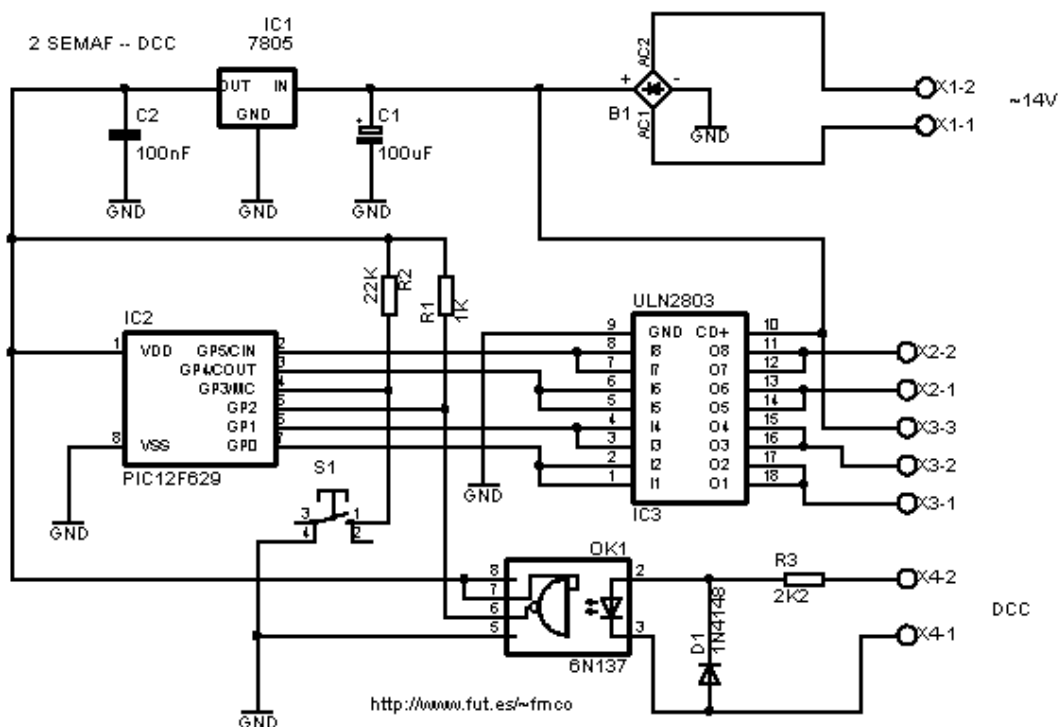 2 SEMAF -- DCC
IC1
7805
OUT IN
GND
C2
100nF
C1
+
100uF
GND
GND
GND
+ -
B1
AC2
AC1
GND
X1-2
X1-1
~14V
22K
R2
R1
1K
IC2
1 VDD GP5/CIN 2
GP4/COUT 3
GP3/MC 4
GP2 5
GP1 6
8 VSS GP0 7
PIC12F629
GND
S1
3 1
4 2
ULN2803
9 GND CD+ 10
8 I8 O8 11
7 I7 O7 12
6 I6 O6 13
5 I5 O5 14
4 I4 O4 15
3 I3 O3 16
2 I2 O2 17
1 I1 O1 18
IC3
GND
X2-2
X2-1
X3-3
X3-2
X3-1
OK1
8 2
7
6
5 3
6N137
R3
2K2
D1
1N4148
X4-2
X4-1
DCC
GND
http://www.fut.es/~fmco